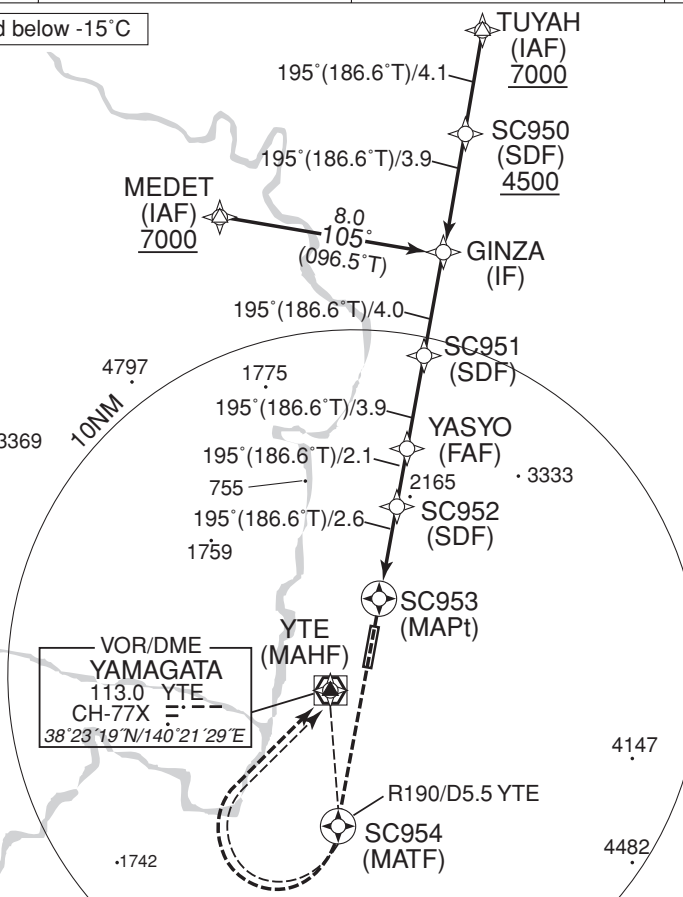 d below -15˚C
TUYAH
(IAF)
7000
195˚(186.6˚T)/4.1
SC950
(SDF)
4500
195˚(186.6˚T)/3.9
MEDET
(IAF)
7000
8.0
105˚
(096.5˚T)
GINZA
(IF)
195˚(186.6˚T)/4.0
SC951
(SDF)
4797
1775
10NM
195˚(186.6˚T)/3.9
YASYO
(FAF)
3369
195˚(186.6˚T)/2.1
755
2165
3333
SC952
(SDF)
195˚(186.6˚T)/2.6
1759
SC953
(MAPt)
YTE
(MAHF)
VOR/DME
YAMAGATA
113.0 YTE
CH-77X
38˚23´19˝N/140˚21´29˝E
4147
R190/D5.5 YTE
SC954
(MATF)
1742
4482